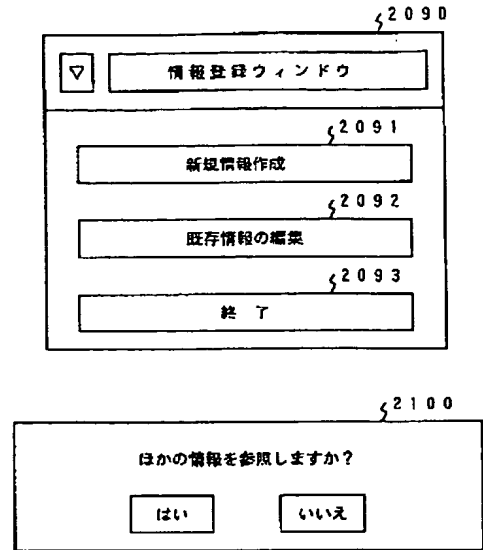 2090
▽ 情報登録ウィンドウ
2091
新規情報作成
2092
既存情報の編集
2093
終了
2100
ほかの情報を参照しますか?
はい いいえ